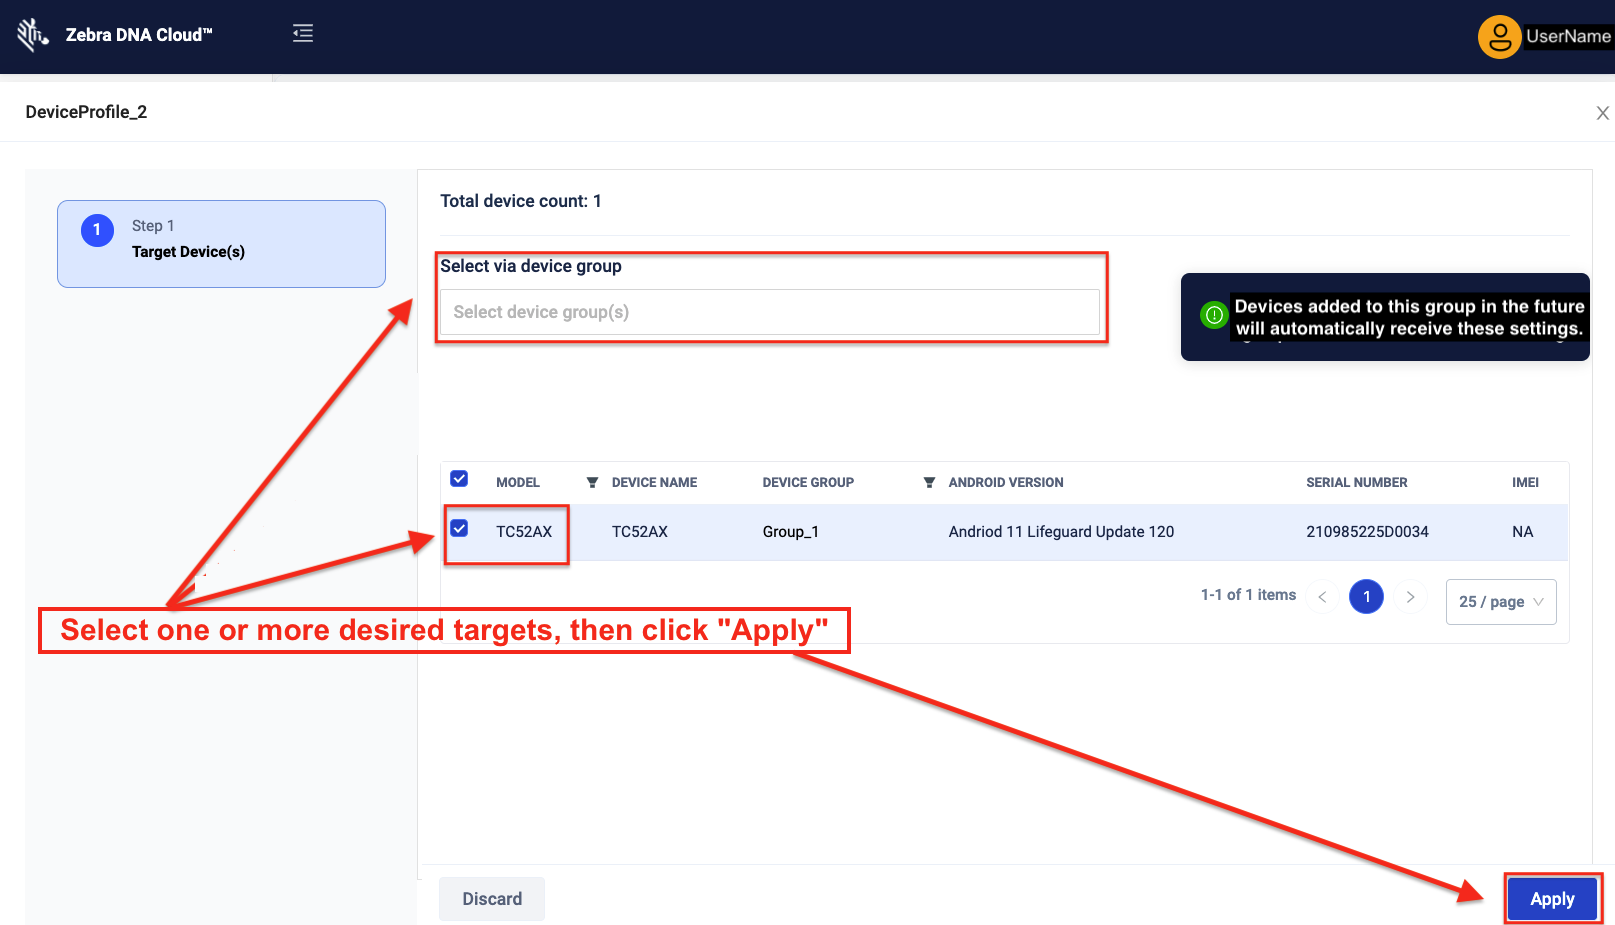 Zebra DNA Cloud™
UserName
DeviceProfile_2
1
Step 1
Target Device(s)
Total device count: 1
Select via device group
Select device group(s)
Devices added to this group in the future
will automatically receive these settings.
MODEL DEVICE NAME DEVICE GROUP ANDROID VERSION SERIAL NUMBER IMEI
TC52AX TC52AX Group_1 Andriod 11 Lifeguard Update 120 210985225D0034 NA
1-1 of 1 items < 1 > 25 / page
Select one or more desired targets, then click "Apply"
Discard
Apply